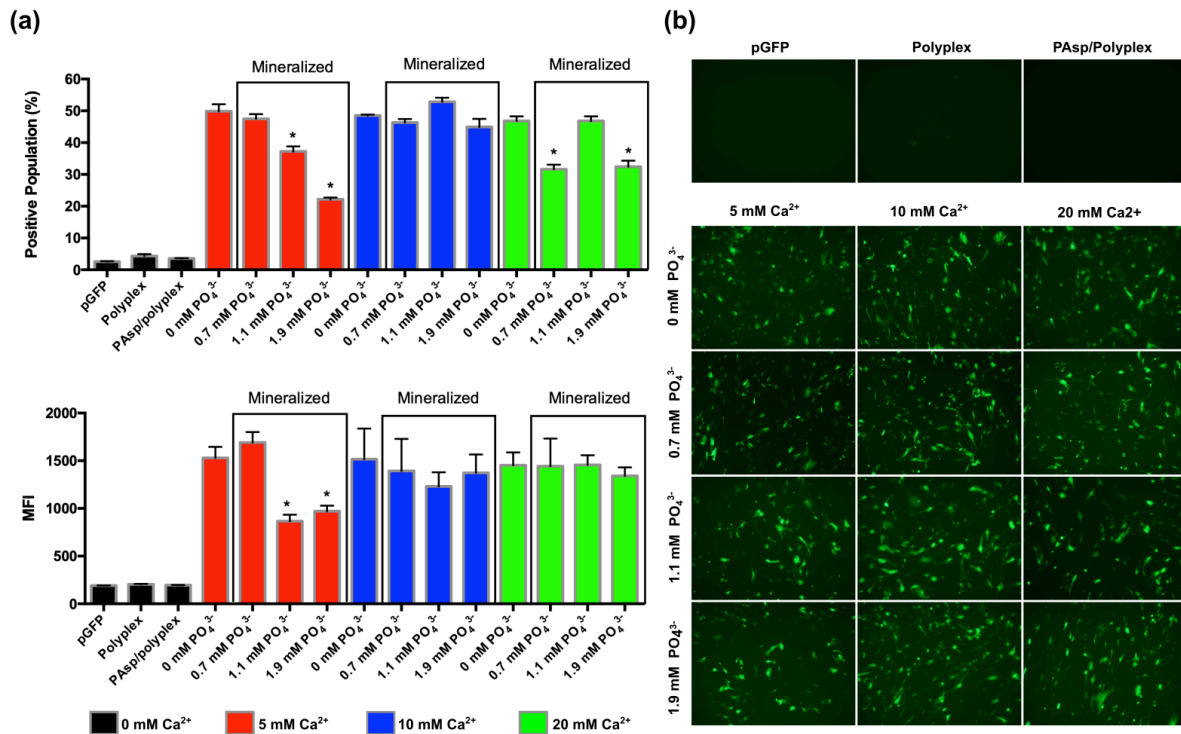 (a)
Mineralized
Mineralized
Mineralized
Positive Population (%)
60
50
40
30
20
10
0
pGFP
Polyplex
PAsp/polyplex
0 mM PO₄³⁻
0.7 mM PO₄³⁻
1.1 mM PO₄³⁻
1.9 mM PO₄³⁻
0 mM PO₄³⁻
0.7 mM PO₄³⁻
1.1 mM PO₄³⁻
1.9 mM PO₄³⁻
0 mM PO₄³⁻
0.7 mM PO₄³⁻
1.1 mM PO₄³⁻
1.9 mM PO₄³⁻
*
*
*
*
Mineralized
Mineralized
Mineralized
MFI
2000
1500
1000
500
0
*
*
pGFP
Polyplex
PAsp/polyplex
0 mM PO₄³⁻
0.7 mM PO₄³⁻
1.1 mM PO₄³⁻
1.9 mM PO₄³⁻
0 mM PO₄³⁻
0.7 mM PO₄³⁻
1.1 mM PO₄³⁻
1.9 mM PO₄³⁻
0 mM PO₄³⁻
0.7 mM PO₄³⁻
1.1 mM PO₄³⁻
1.9 mM PO₄³⁻
0 mM Ca²⁺
5 mM Ca²⁺
10 mM Ca²⁺
20 mM Ca²⁺
(b)
pGFP
Polyplex
PAsp/Polyplex
5 mM Ca²⁺
10 mM Ca²⁺
20 mM Ca2+
0 mM PO₄³⁻
0.7 mM PO₄³⁻
1.1 mM PO₄³⁻
1.9 mM PO₄³⁻